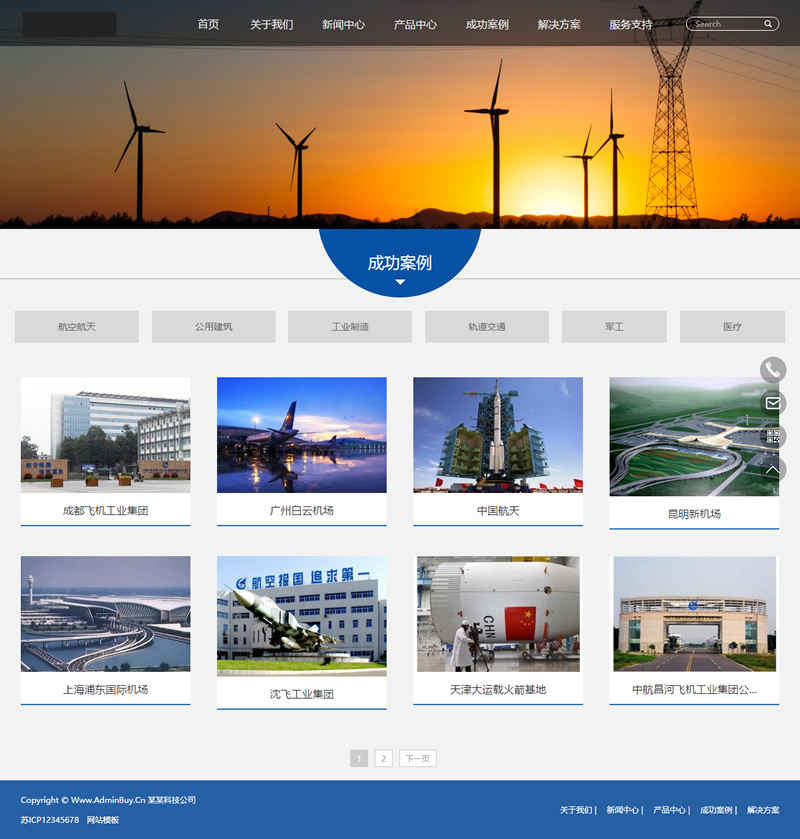 首页 关于我们 新闻中心 产品中心 成功案例 解决方案 服务支持 Search
成功案例
航空航天 公用建筑 工业制造 轨道交通 军工 医疗
航空报国
成都飞机工业集团 广州白云机场 中国航天 昆明新机场
航空报国 追求第一
CHN
上海浦东国际机场 沈飞工业集团 天津大运载火箭基地 中航昌河飞机工业集团公...
1 2 下一页
Copyright © Www.AdminBuy.Cn 某某科技公司
关于我们 | 新闻中心 | 产品中心 | 成功案例 | 解决方案
苏ICP12345678 网站模板